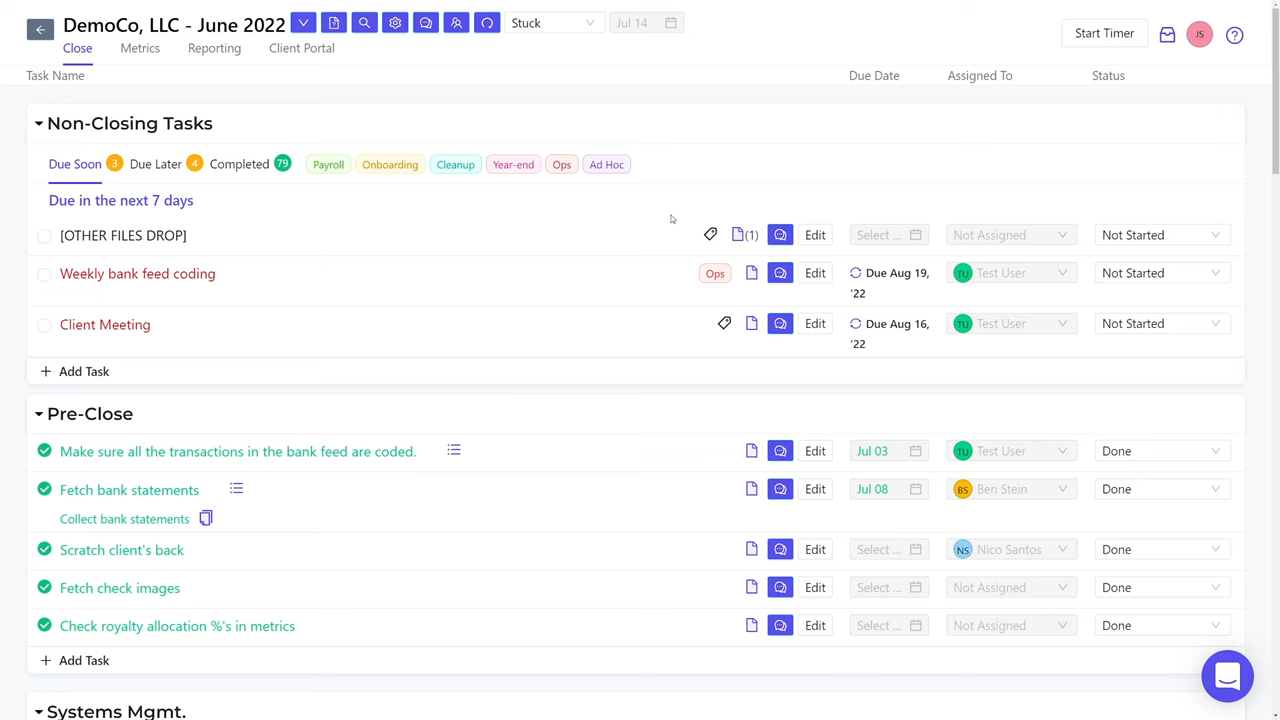 DemoCo, LLC - June 2022 Stuck Jul 14 Start Timer JS
Close Metrics Reporting Client Portal
Task Name Due Date Assigned To Status
Non-Closing Tasks
Due Soon 3 Due Later 4 Completed 79 Payroll Onboarding Cleanup Year-end Ops Ad Hoc
Due in the next 7 days
[OTHER FILES DROP] (1) Edit Select ... Not Assigned Not Started
Weekly bank feed coding Ops Edit Due Aug 19, '22 TU Test User Not Started
Client Meeting Edit Due Aug 16, '22 TU Test User Not Started
+ Add Task
Pre-Close
Make sure all the transactions in the bank feed are coded. Edit Jul 03 TU Test User Done
Fetch bank statements Edit Jul 08 BS Ben Stein Done
Collect bank statements
Scratch client's back Edit Select ... NS Nico Santos Done
Fetch check images Edit Select ... Not Assigned Done
Check royalty allocation %'s in metrics Edit Select ... Not Assigned Done
+ Add Task
Systems Mgmt.